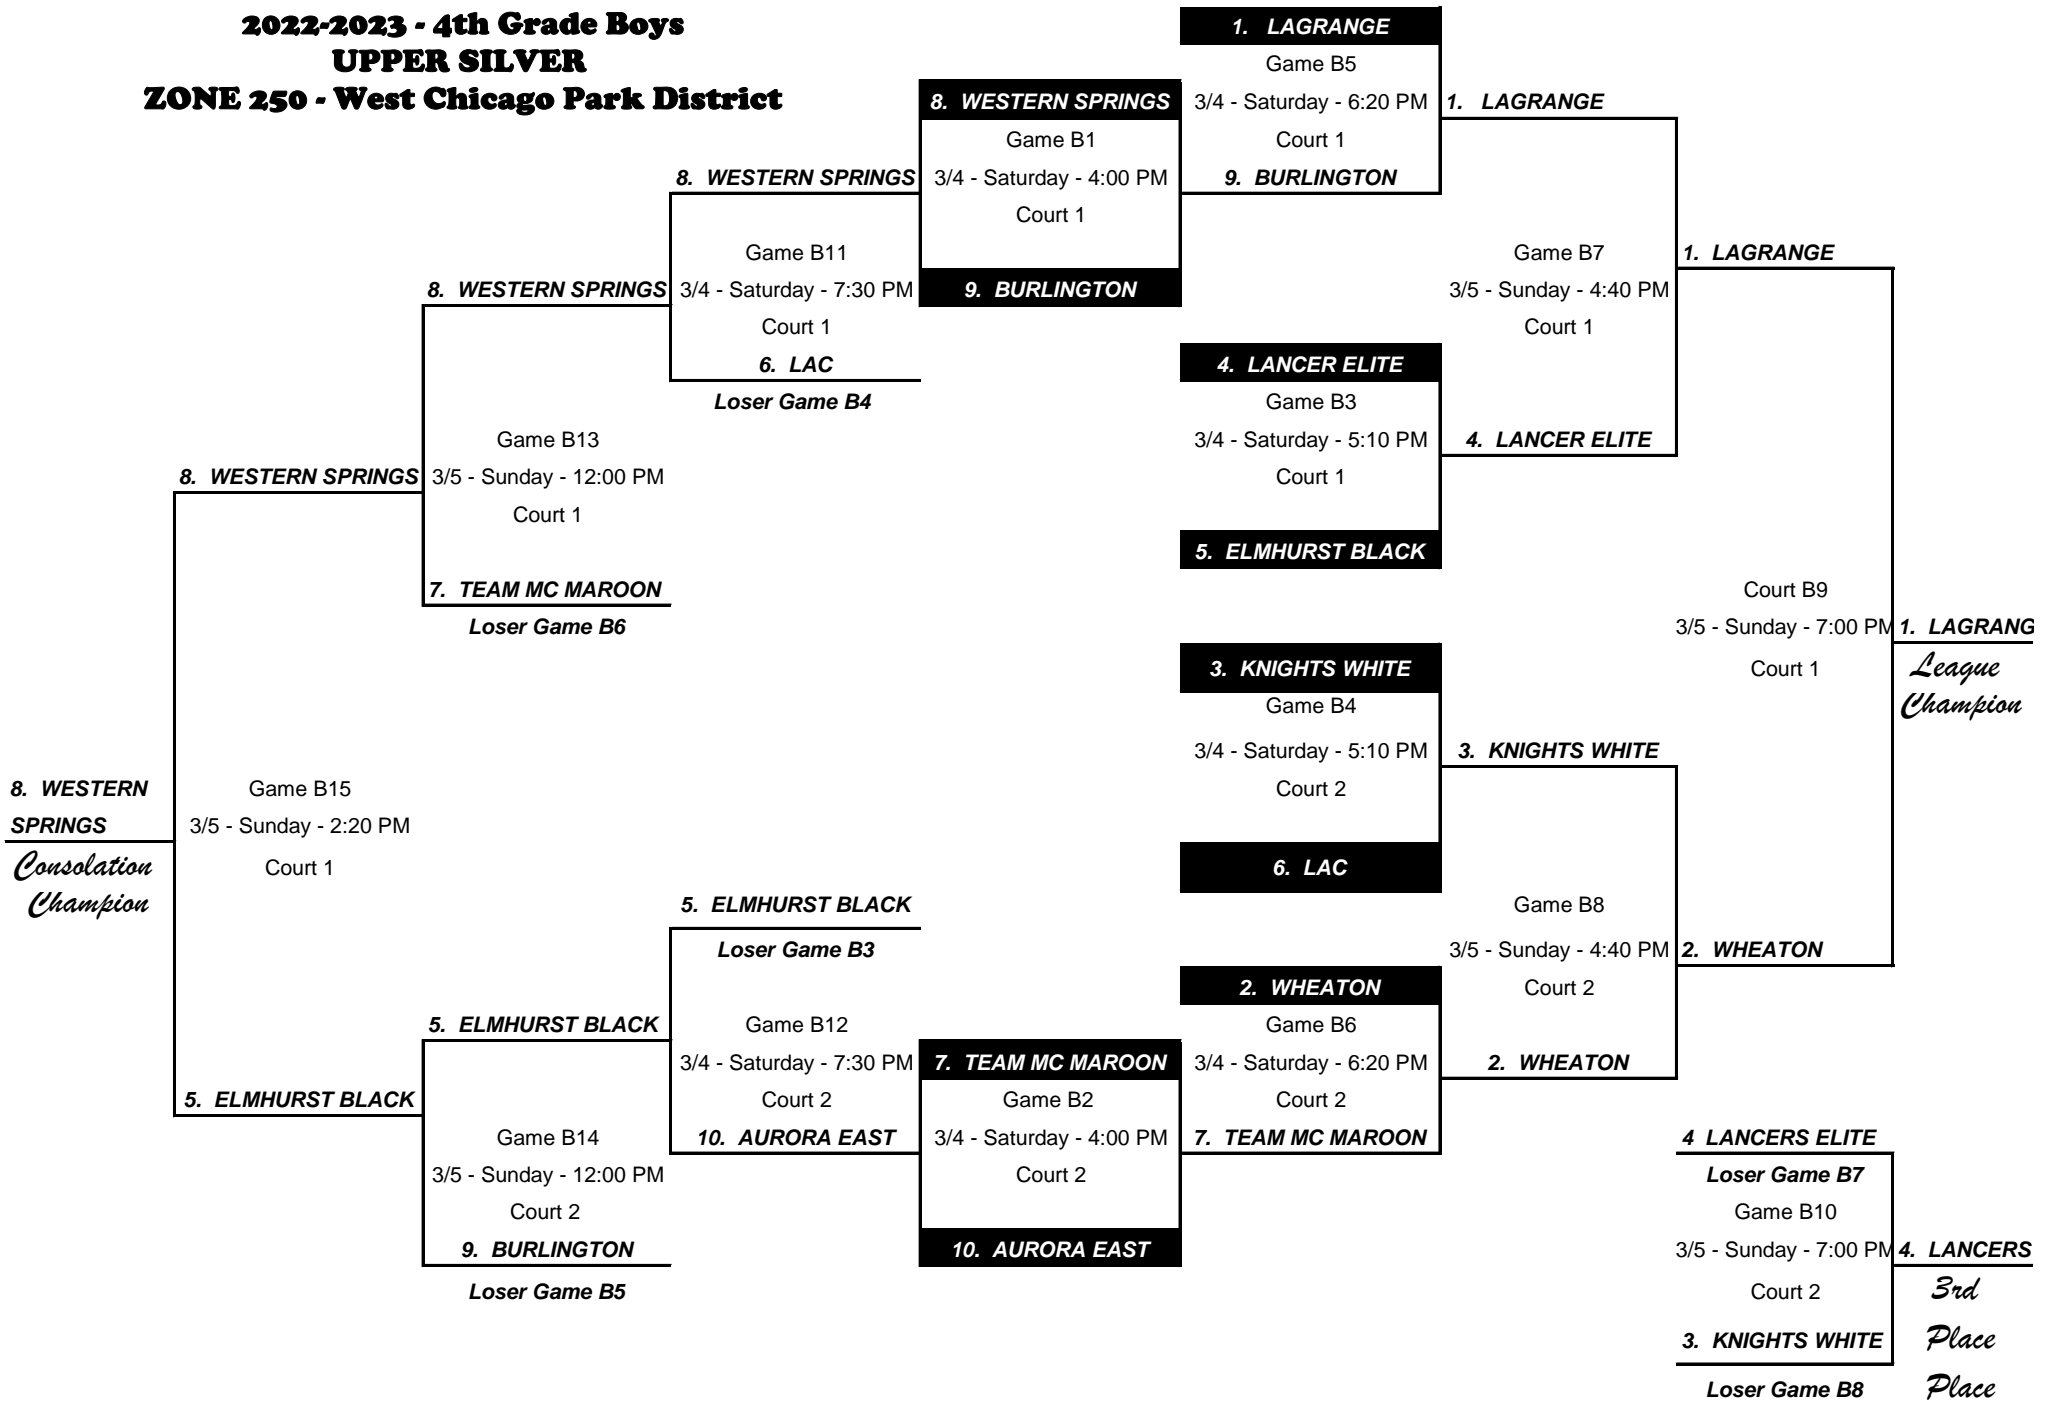 2022-2023 - 4th Grade Boys
UPPER SILVER
ZONE 250 - West Chicago Park District
1. LAGRANGE
Game B5
3/4 - Saturday - 6:20 PM
Court 1
9. BURLINGTON
8. WESTERN SPRINGS
Game B1
3/4 - Saturday - 4:00 PM
Court 1
9. BURLINGTON
1. LAGRANGE
Game B7
3/5 - Sunday - 4:40 PM
Court 1
4. LANCER ELITE
8. WESTERN SPRINGS
Game B11
3/4 - Saturday - 7:30 PM
Court 1
6. LAC
Loser Game B4
4. LANCER ELITE
Game B3
3/4 - Saturday - 5:10 PM
Court 1
5. ELMHURST BLACK
1. LAGRANGE
Court B9
3/5 - Sunday - 7:00 PM
Court 1
2. WHEATON
1. LAGRANG
League
Champion
8. WESTERN SPRINGS
Game B13
3/5 - Sunday - 12:00 PM
Court 1
7. TEAM MC MAROON
Loser Game B6
3. KNIGHTS WHITE
Game B4
3/4 - Saturday - 5:10 PM
Court 2
6. LAC
3. KNIGHTS WHITE
Game B8
3/5 - Sunday - 4:40 PM
Court 2
2. WHEATON
8. WESTERN SPRINGS
Game B15
3/5 - Sunday - 2:20 PM
Court 1
5. ELMHURST BLACK
8. WESTERN
SPRINGS
Consolation
Champion
5. ELMHURST BLACK
Loser Game B3
Game B12
3/4 - Saturday - 7:30 PM
Court 2
10. AURORA EAST
2. WHEATON
Game B6
3/4 - Saturday - 6:20 PM
Court 2
7. TEAM MC MAROON
5. ELMHURST BLACK
Game B14
3/5 - Sunday - 12:00 PM
Court 2
9. BURLINGTON
Loser Game B5
7. TEAM MC MAROON
Game B2
3/4 - Saturday - 4:00 PM
Court 2
10. AURORA EAST
4 LANCERS ELITE
Loser Game B7
Game B10
3/5 - Sunday - 7:00 PM
Court 2
3. KNIGHTS WHITE
Loser Game B8
4. LANCERS
3rd
Place
Place